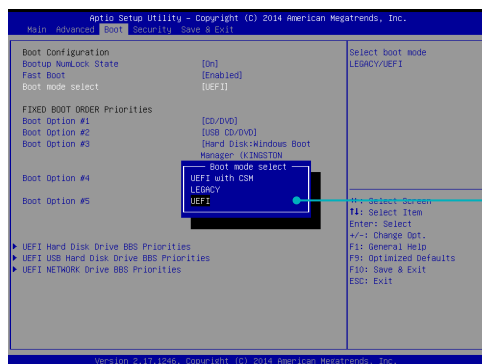 Aptio Setup Utility – Copyright (C) 2014 American Megatrends, Inc.
Main Advanced Boot Security Save & Exit
Boot Configuration
Bootup NumLock State [On]
Fast Boot [Enabled]
Boot mode select [UEFI]
FIXED BOOT ORDER Priorities
Boot Option #1 [CD/DVD]
Boot Option #2 [USB CD/DVD]
Boot Option #3 [Hard Disk:Windows Boot
Manager (KINGSTON
Boot Option #4
Boot Option #5
Boot mode select
UEFI with CSM
LEGACY
UEFI
UEFI Hard Disk Drive BBS Priorities
UEFI USB Hard Disk Drive BBS Priorities
UEFI NETWORK Drive BBS Priorities
Select boot mode
LEGACY/UEFI
: Select Screen
↑↓: Select Item
Enter: Select
+/-: Change Opt.
F1: General Help
F9: Optimized Defaults
F10: Save & Exit
ESC: Exit
Version 2.17.1246. Copyright (C) 2014 American Megatrends, Inc.